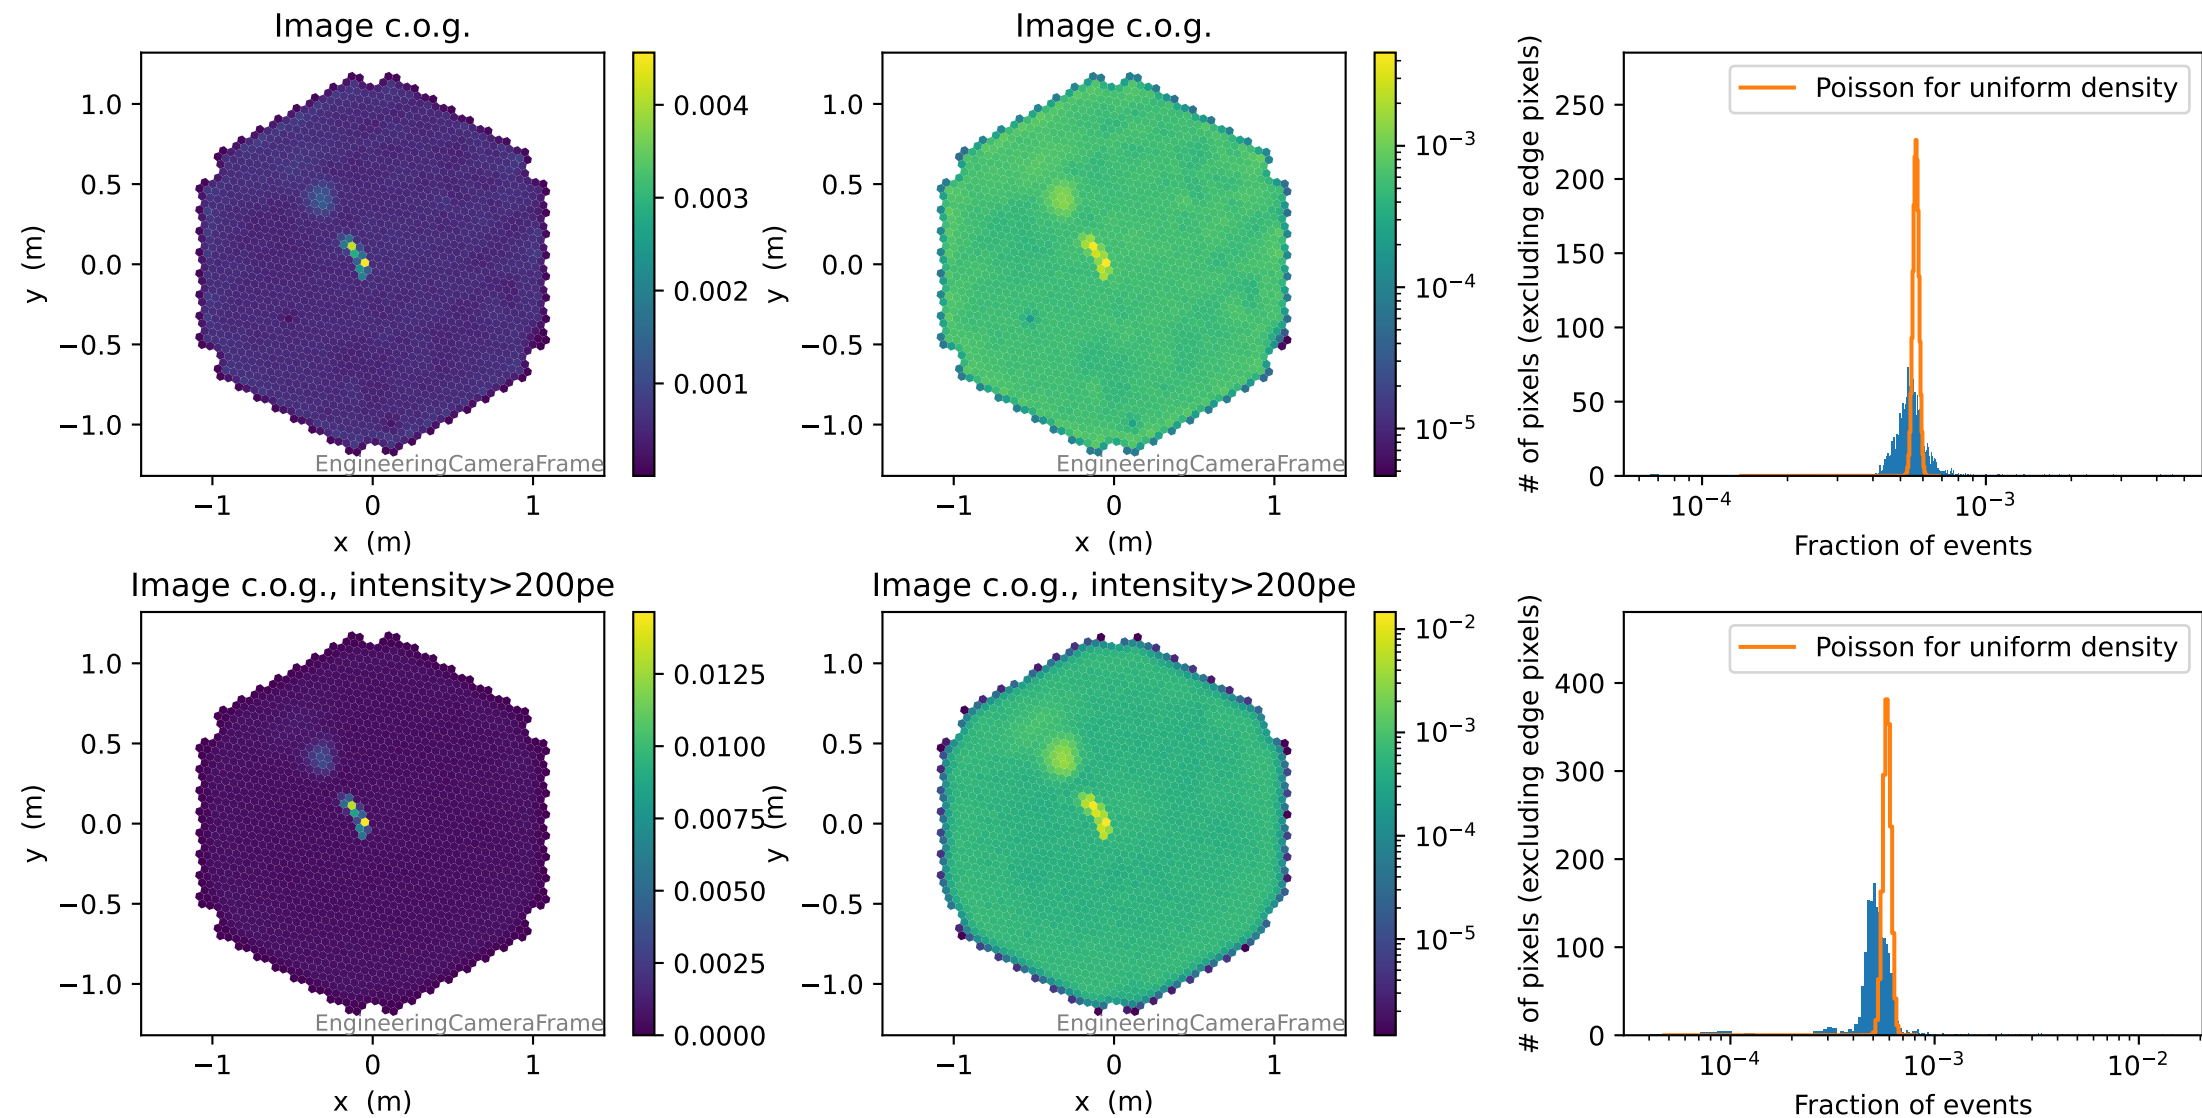 Image c.o.g.
1.0
0.5
0.0
−0.5
−1.0
y (m)
−1
0
1
x (m)
EngineeringCameraFrame
0.004
0.003
0.002
0.001
Image c.o.g.
1.0
0.5
0.0
−0.5
−1.0
y (m)
−1
0
1
x (m)
EngineeringCameraFrame
10−3
10−4
10−5
# of pixels (excluding edge pixels)
250
200
150
100
50
0
Poisson for uniform density
10−4
10−3
Fraction of events
Image c.o.g., intensity>200pe
1.0
0.5
0.0
−0.5
−1.0
y (m)
−1
0
1
x (m)
EngineeringCameraFrame
0.0125
0.0100
0.0075
0.0050
0.0025
0.0000
Image c.o.g., intensity>200pe
1.0
0.5
0.0
−0.5
−1.0
y (m)
−1
0
1
x (m)
EngineeringCameraFrame
10−2
10−3
10−4
10−5
# of pixels (excluding edge pixels)
400
300
200
100
0
Poisson for uniform density
10−4
10−3
10−2
Fraction of events